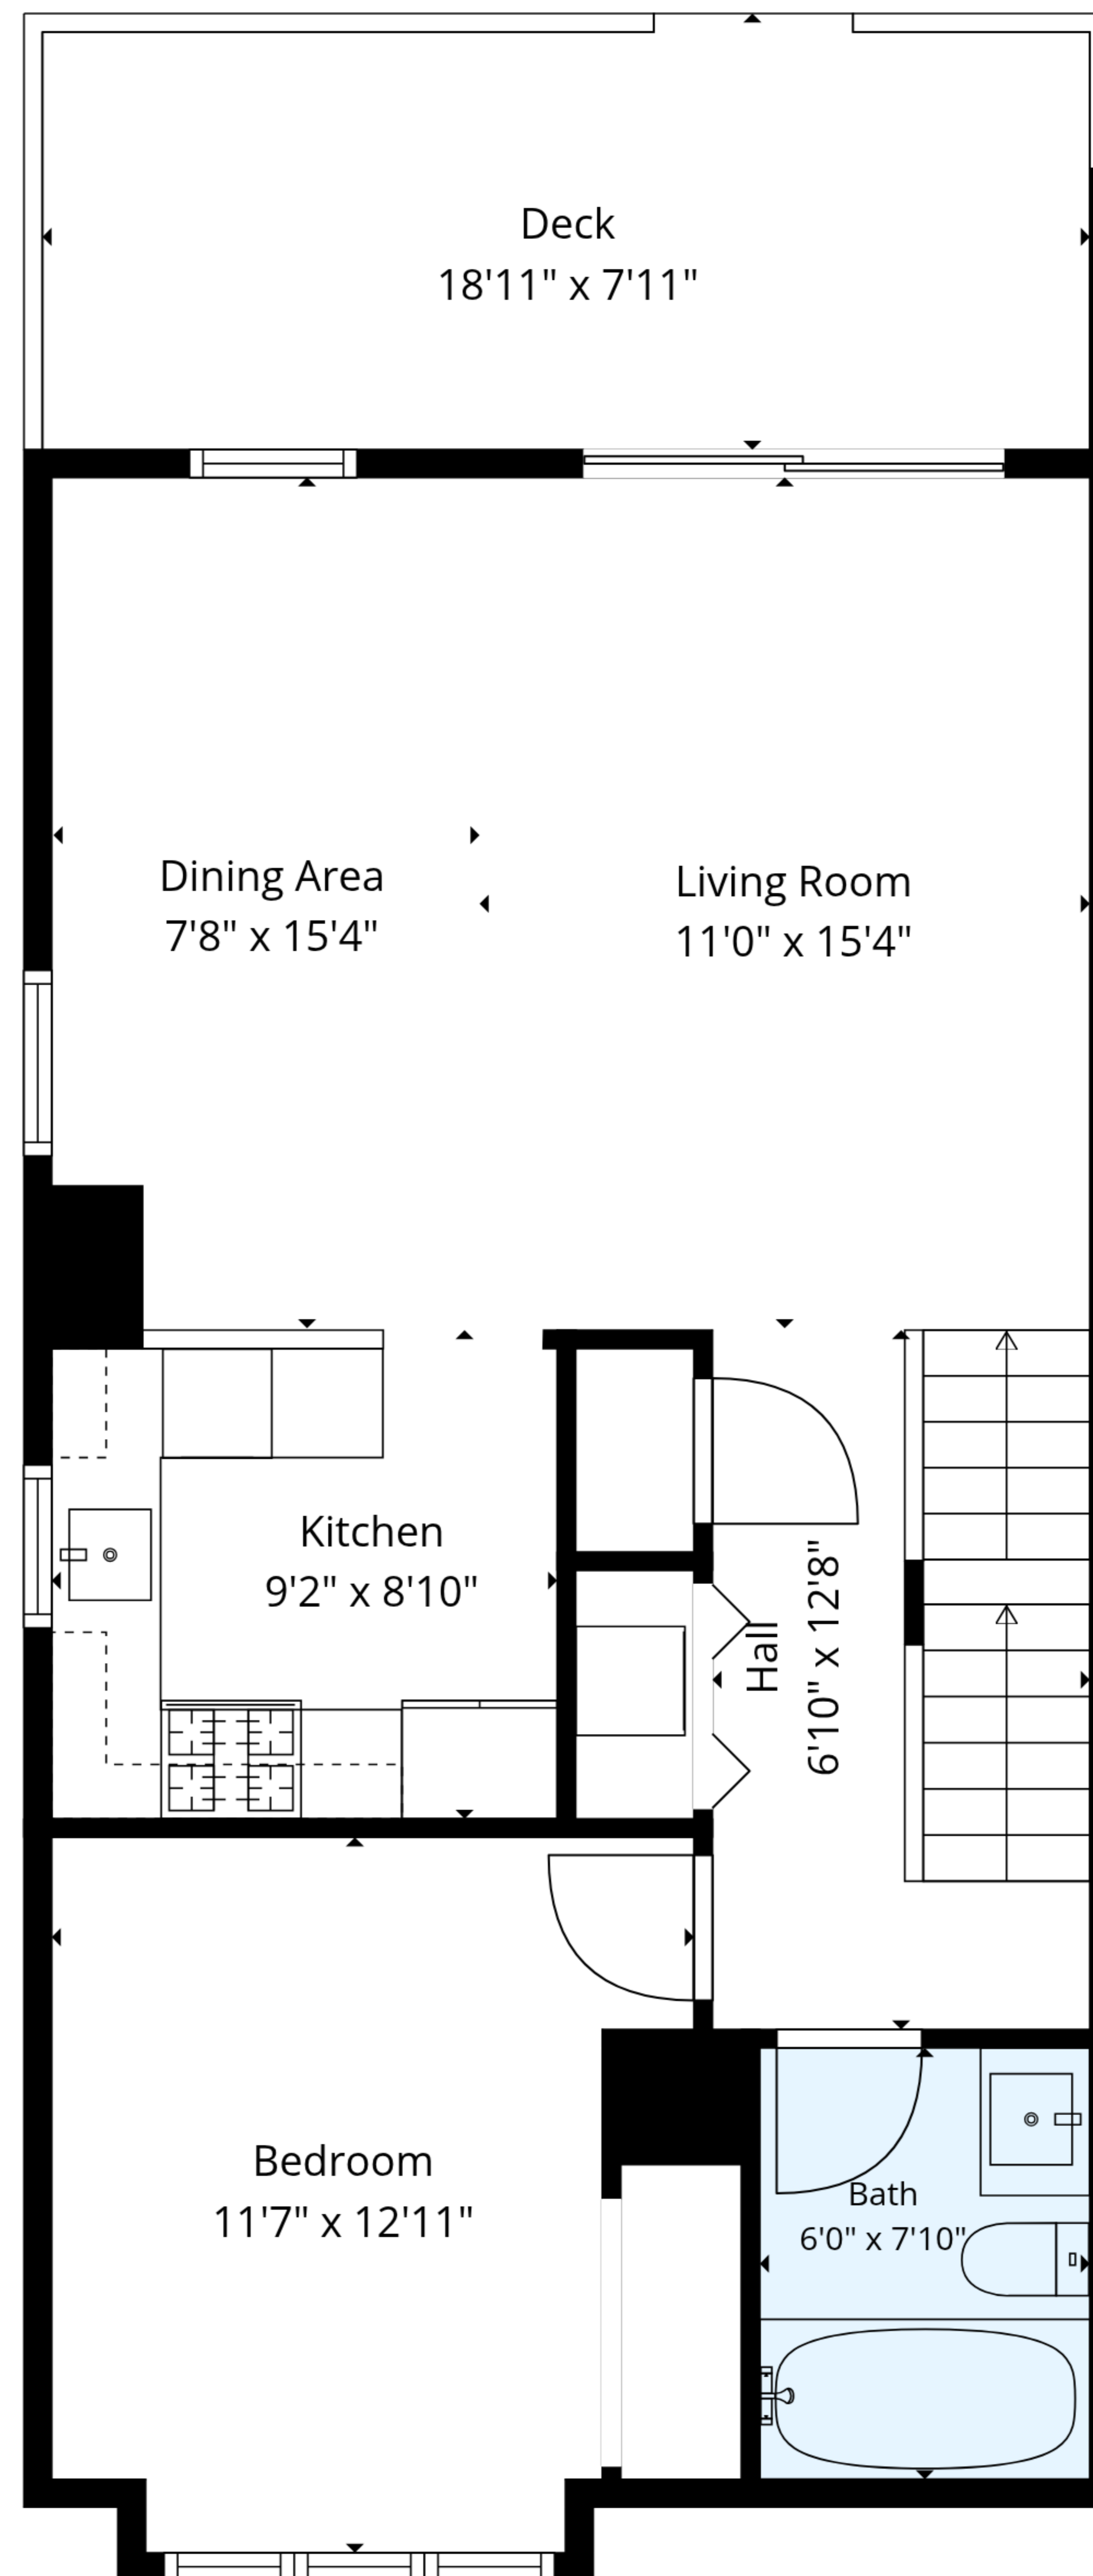 Deck
18'11" x 7'11"
Dining Area
7'8" x 15'4"
Living Room
11'0" x 15'4"
Kitchen
9'2" x 8'10"
Hall
6'10" x 12'8"
Bedroom
11'7" x 12'11"
Bath
6'0" x 7'10"